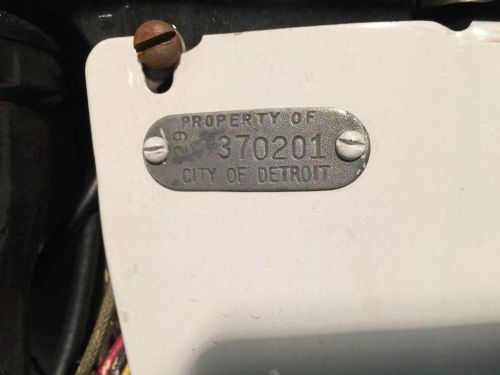 PROPERTY OF
29 370201
CITY OF DETROIT